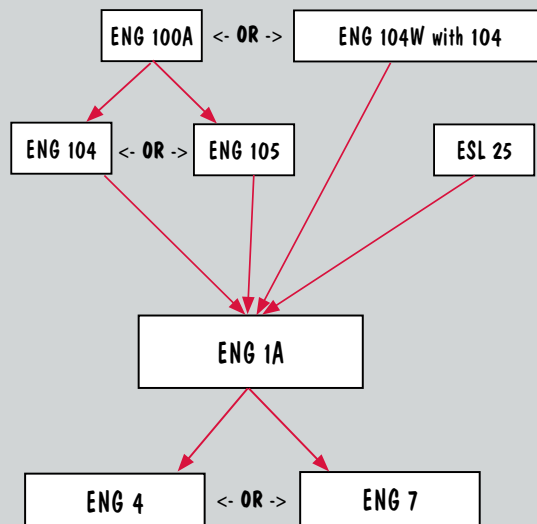 ENG 100A <- OR -> ENG 104W with 104
ENG 104 <- OR -> ENG 105 ESL 25
ENG 1A
ENG 4 <- OR -> ENG 7